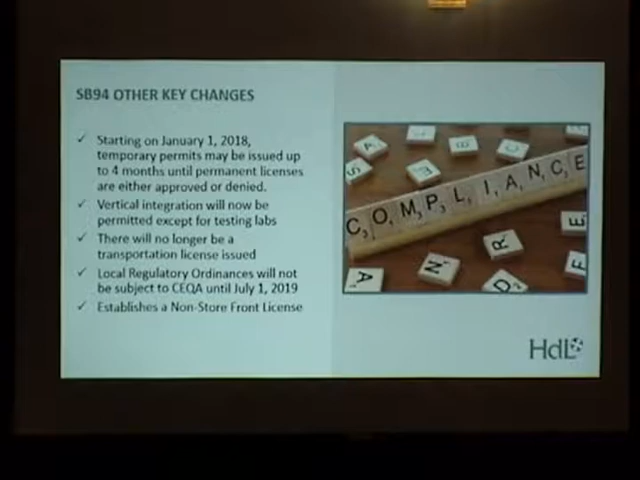 SB94 OTHER KEY CHANGES
✓ Starting on January 1, 2018,
temporary permits may be issued up
to 4 months until permanent licenses
are either approved or denied.
✓ Vertical integration will now be
permitted except for testing labs
✓ There will no longer be a
transportation license issued
✓ Local Regulatory Ordinances will not
be subject to CEQA until July 1, 2019
✓ Establishes a Non-Store Front License
COMPLIANCE
R
E
N
A
D
F
S
HdL